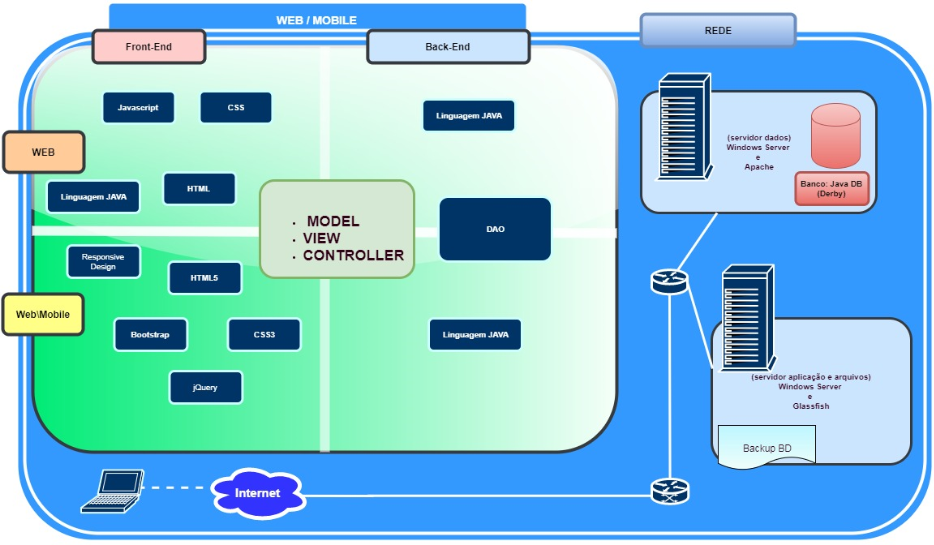 WEB / MOBILE
REDE
Front-End
Back-End
Javascript
CSS
Linguagem JAVA
WEB
Linguagem JAVA
HTML
MODEL
VIEW
CONTROLLER
DAO
Responsive
Design
HTML5
Web\Mobile
Bootstrap
CSS3
Linguagem JAVA
jQuery
(servidor dados)
Windows Server
e
Apache
Banco: Java DB
(Derby)
(servidor aplicação e arquivos)
Windows Server
e
Glassfish
Backup BD
Internet